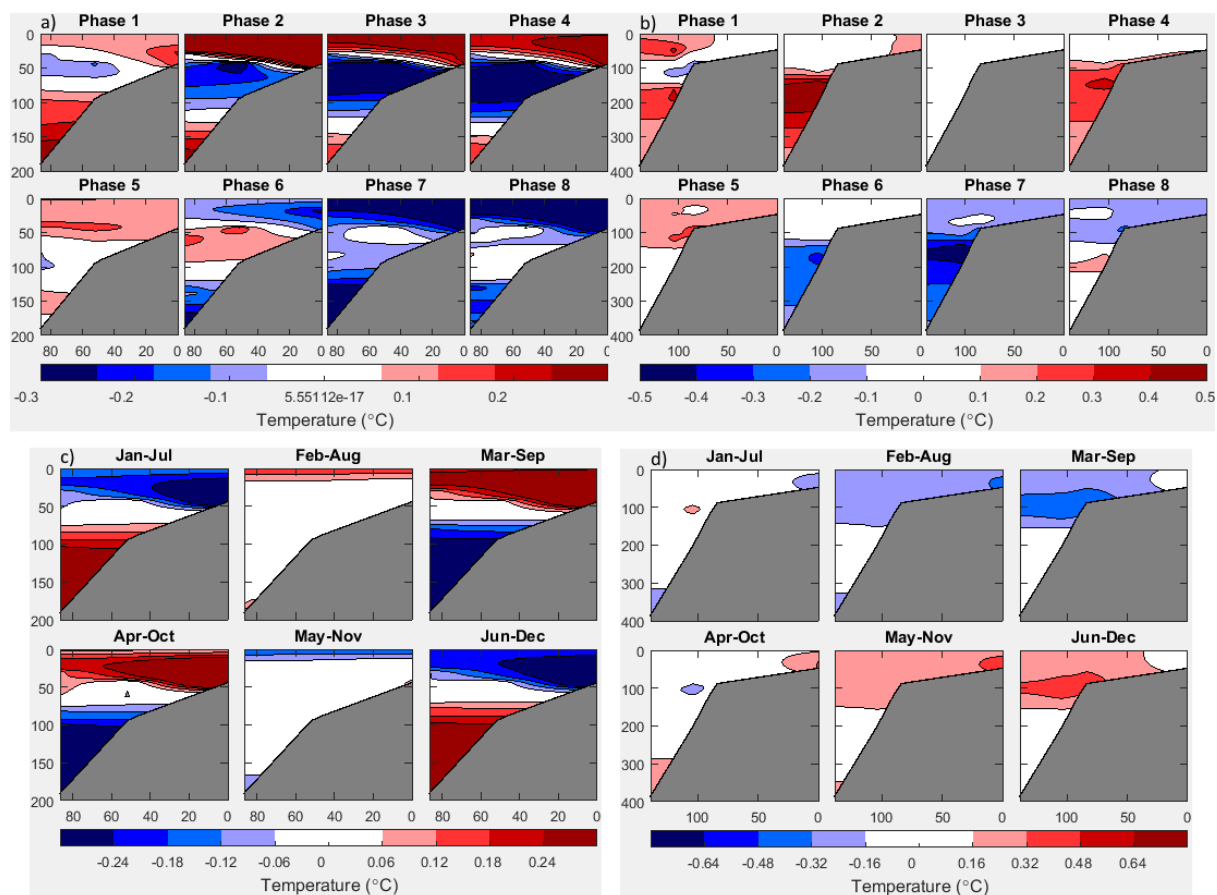 a) Phase 1 Phase 2 Phase 3 Phase 4
0
50
100
150
200
Phase 5 Phase 6 Phase 7 Phase 8
0
50
100
150
200
80 60 40 20 0 80 60 40 20 0 80 60 40 20 0 80 60 40 20 0
-0.3 -0.2 -0.1 5.55112e-17 0.1 0.2
Temperature (°C)
b) Phase 1 Phase 2 Phase 3 Phase 4
0
100
200
300
400
Phase 5 Phase 6 Phase 7 Phase 8
0
100
200
300
400
100 50 0 100 50 0 100 50 0 100 50 0
-0.5 -0.4 -0.3 -0.2 -0.1 0 0.1 0.2 0.3 0.4 0.5
Temperature (°C)
c) Jan-Jul Feb-Aug Mar-Sep
0
50
100
150
200
Apr-Oct May-Nov Jun-Dec
0
50
100
150
200
80 60 40 20 0 80 60 40 20 0 80 60 40 20 0
-0.24 -0.18 -0.12 -0.06 0 0.06 0.12 0.18 0.24
Temperature (°C)
d) Jan-Jul Feb-Aug Mar-Sep
0
100
200
300
400
Apr-Oct May-Nov Jun-Dec
0
100
200
300
400
100 50 0 100 50 0 100 50 0
-0.64 -0.48 -0.32 -0.16 0 0.16 0.32 0.48 0.64
Temperature (°C)